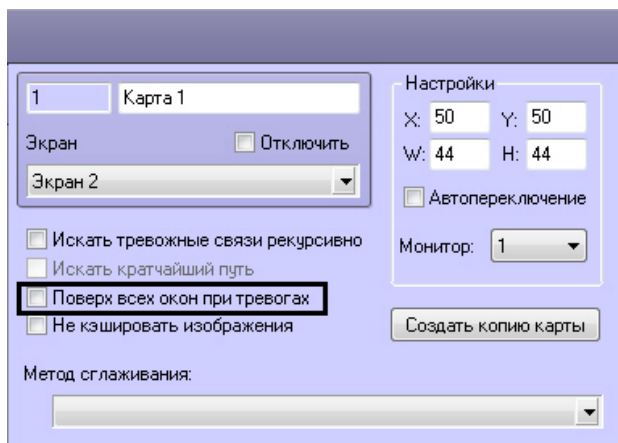 1
Карта 1
Экран
Отключить
Экран 2
Настройки
X: 50 Y: 50
W: 44 H: 44
Автопереключение
Монитор: 1
Искать тревожные связи рекурсивно
Искать кратчайший путь
Поверх всех окон при тревогах
Не кэшировать изображения
Создать копию карты
Метод сглаживания: